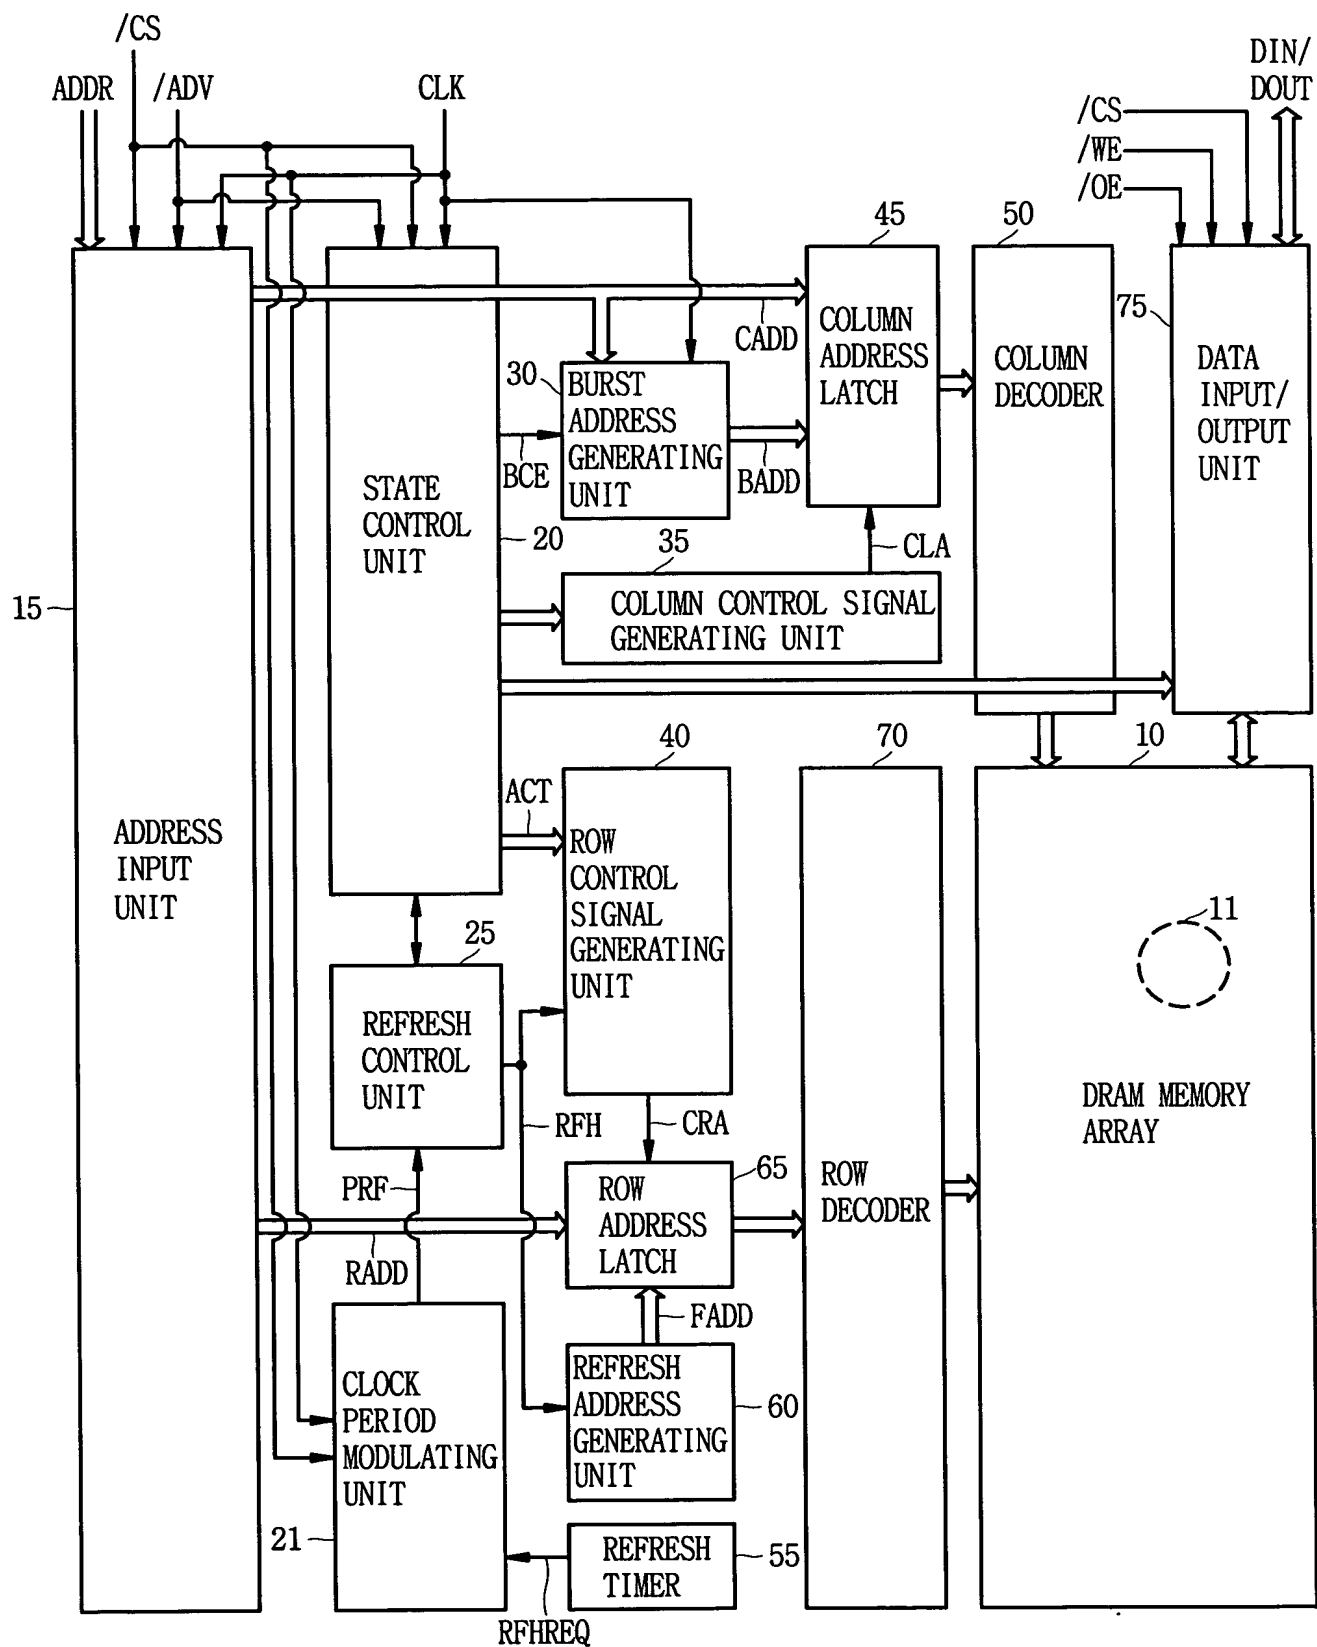 /CS
ADDR
/ADV
CLK
DIN/
DOUT
/CS
/WE
/OE
45
50
75
CADD
COLUMN
ADDRESS
LATCH
COLUMN
DECODER
DATA
INPUT/
OUTPUT
UNIT
30
BURST
ADDRESS
GENERATING
UNIT
BCE
BADD
STATE
CONTROL
UNIT
20
35
CLA
15
COLUMN CONTROL SIGNAL
GENERATING UNIT
40
70
10
ACT
ADDRESS
INPUT
UNIT
ROW
CONTROL
SIGNAL
GENERATING
UNIT
11
25
REFRESH
CONTROL
UNIT
RFH
CRA
DRAM MEMORY
ARRAY
PRF
65
ROW
ADDRESS
LATCH
ROW
DECODER
RADD
FADD
CLOCK
PERIOD
MODULATING
UNIT
REFRESH
ADDRESS
GENERATING
UNIT
60
21
REFRESH
TIMER
55
RFHREQ